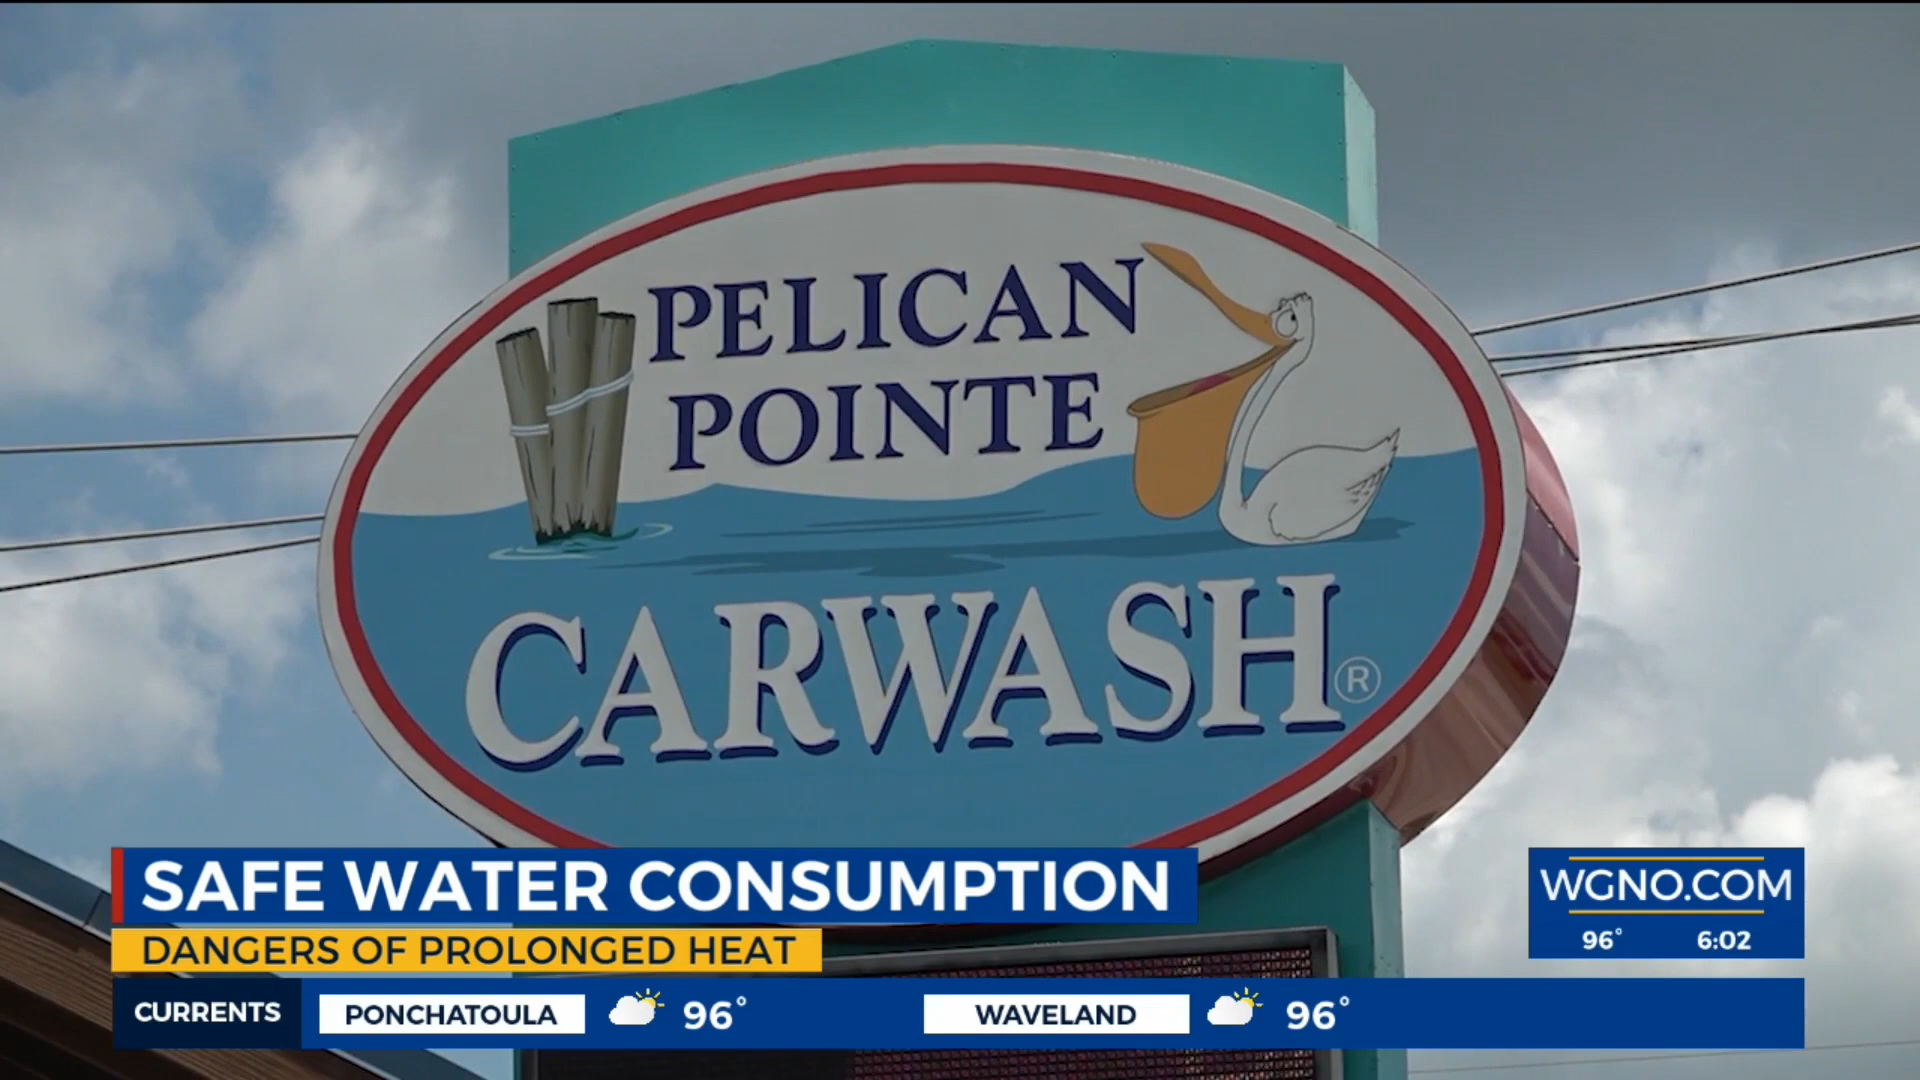 PELICAN
POINTE
CARWASH®
SAFE WATER CONSUMPTION
DANGERS OF PROLONGED HEAT
WGNO.COM
96° 6:02
CURRENTS PONCHATOULA 96° WAVELAND 96°